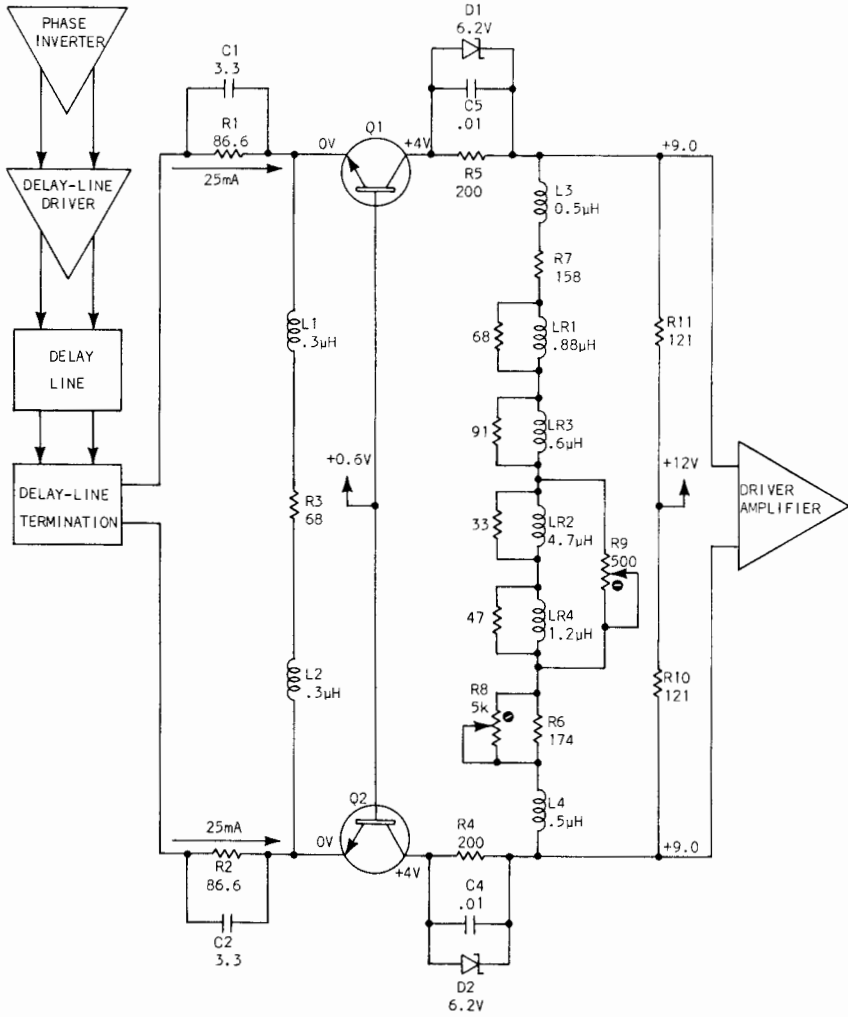 PHASE
INVERTER
DELAY-LINE
DRIVER
DELAY
LINE
DELAY-LINE
TERMINATION
C1
3.3
R1
86.6
25mA
0V
Q1
+4V
D1
6.2V
C5
.01
R5
200
+9.0
L3
0.5µH
R7
158
68
LR1
.88µH
91
LR3
.6µH
33
LR2
4.7µH
R9
500
47
LR4
1.2µH
R8
5k
R6
174
L4
.5µH
L1
.3µH
R3
68
L2
.3µH
+0.6V
R11
121
+12V
R10
121
DRIVER
AMPLIFIER
25mA
R2
86.6
C2
3.3
0V
Q2
+4V
R4
200
C4
.01
D2
6.2V
+9.0